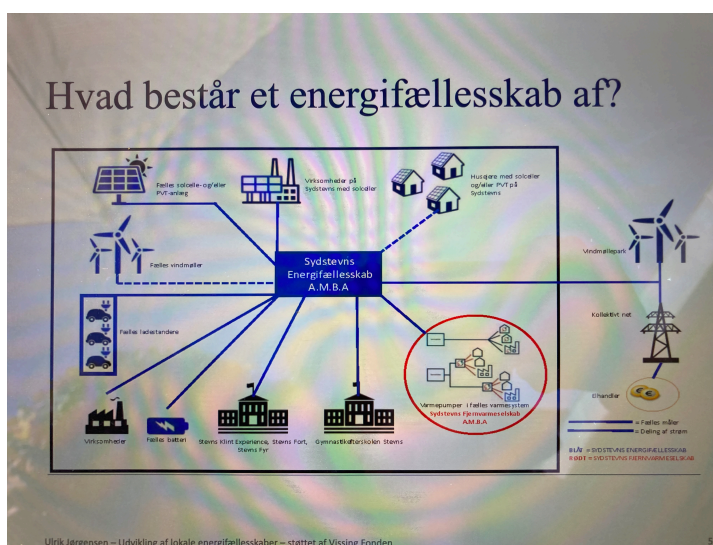 Hvad består et energifællesskab af?
Fælles solcelle- og/eller
PVT-anlæg
Virksomheder på
Sydstevns med solceller
Husejere med solceller
og/eller PVT på
Sydstevns
Fælles vindmøller
Sydstevns
Energifællesskab
A.M.B.A
Vindmøllepark
Fælles ladestandere
Kollektivt net
Elhandler
Virksomheder
Fælles batteri
Stevns Klint Experience, Stevns Fort,
Stevns Fyr
Gymnastikefterskolen Stevns
Varmepumper i fælles varmesystem
Sydstevns Fjernvarmeselskab
A.M.B.A
= Fælles måler
= Deling af strøm
BLÅT = SYDSTEVNS ENERGIFÆLLESSKAB
RØDT = SYDSTEVNS FJERNVARMESELSKAB
Ulrik Jørgensen – Udvikling af lokale energifællesskaber – støttet af Vissing Fonden
5